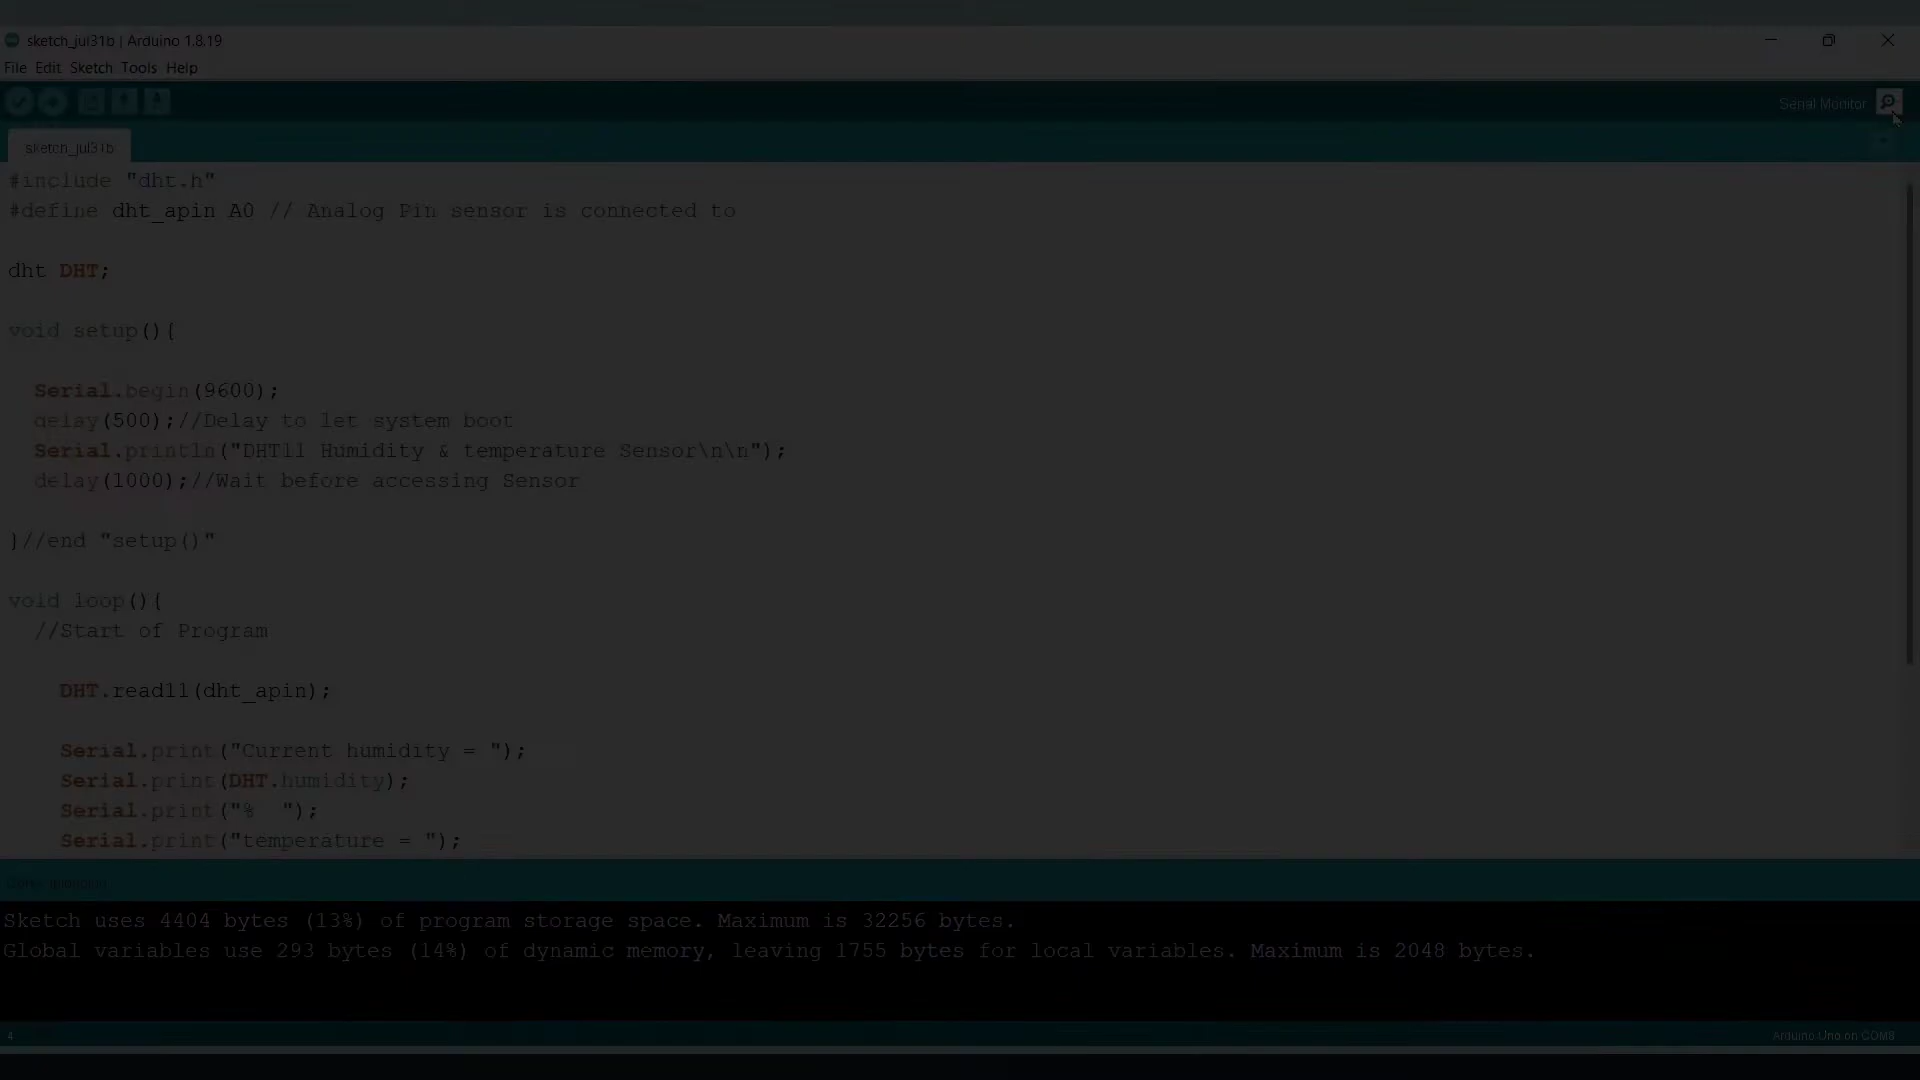 sketch_jul31b | Arduino 1.8.19
File Edit Sketch Tools Help
Serial Monitor
sketch_jul31b
#include "dht.h"
#define dht_apin A0 // Analog Pin sensor is connected to
dht DHT;
void setup(){
Serial.begin(9600);
delay(500);//Delay to let system boot
Serial.println("DHT11 Humidity & temperature Sensor\n\n");
delay(1000);//Wait before accessing Sensor
}//end "setup()"
void loop(){
//Start of Program
DHT.read11(dht_apin);
Serial.print("Current humidity = ");
Serial.print(DHT.humidity);
Serial.print("%  ");
Serial.print("temperature = ");
Done uploading.
Sketch uses 4404 bytes (13%) of program storage space. Maximum is 32256 bytes.
Global variables use 293 bytes (14%) of dynamic memory, leaving 1755 bytes for local variables. Maximum is 2048 bytes.
4
Arduino Uno on COM8